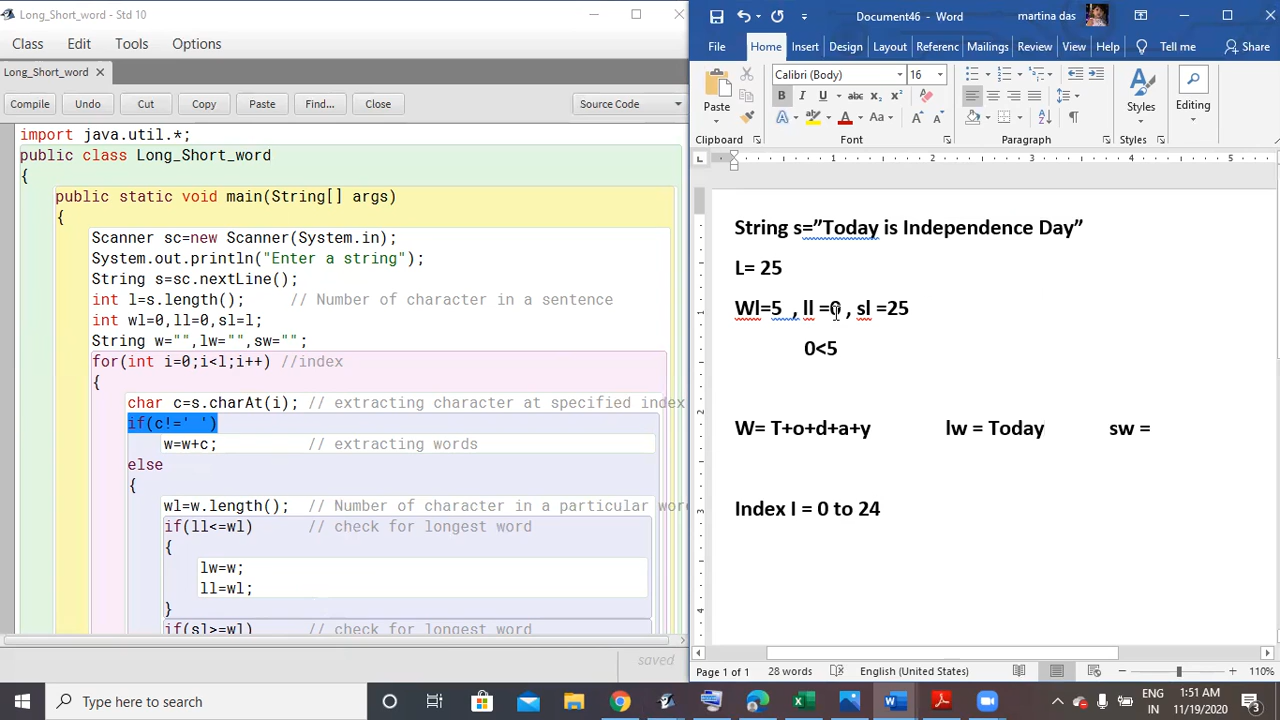 Long_Short_word - Std 10
Class Edit Tools Options
Long_Short_word
Compile Undo Cut Copy Paste Find... Close Source Code
import java.util.*;
public class Long_Short_word
{
public static void main(String[] args)
{
Scanner sc=new Scanner(System.in);
System.out.println("Enter a string");
String s=sc.nextLine();
int l=s.length(); // Number of character in a sentence
int wl=0,ll=0,sl=l;
String w="",lw="",sw="";
for(int i=0;i<l;i++) //index
{
char c=s.charAt(i); // extracting character at specified index
if(c!=' ')
w=w+c; // extracting words
else
{
wl=w.length(); // Number of character in a particular word
if(ll<=wl) // check for longest word
{
lw=w;
ll=wl;
}
if(sl>=wl) // check for longest word
saved
Document46 - Word martina das
File Home Insert Design Layout Referenc Mailings Review View Help Tell me Share
Calibri (Body) 16
Paste
Styles
Editing
Clipboard Font Paragraph Styles
1 2 3 4 5
String s=”Today is Independence Day”
L= 25
Wl=5 , ll =0 , sl =25
0<5
W= T+o+d+a+y lw = Today sw =
Index I = 0 to 24
Page 1 of 1 28 words English (United States) 110%
Type here to search
ENG
IN
1:51 AM
11/19/2020
3